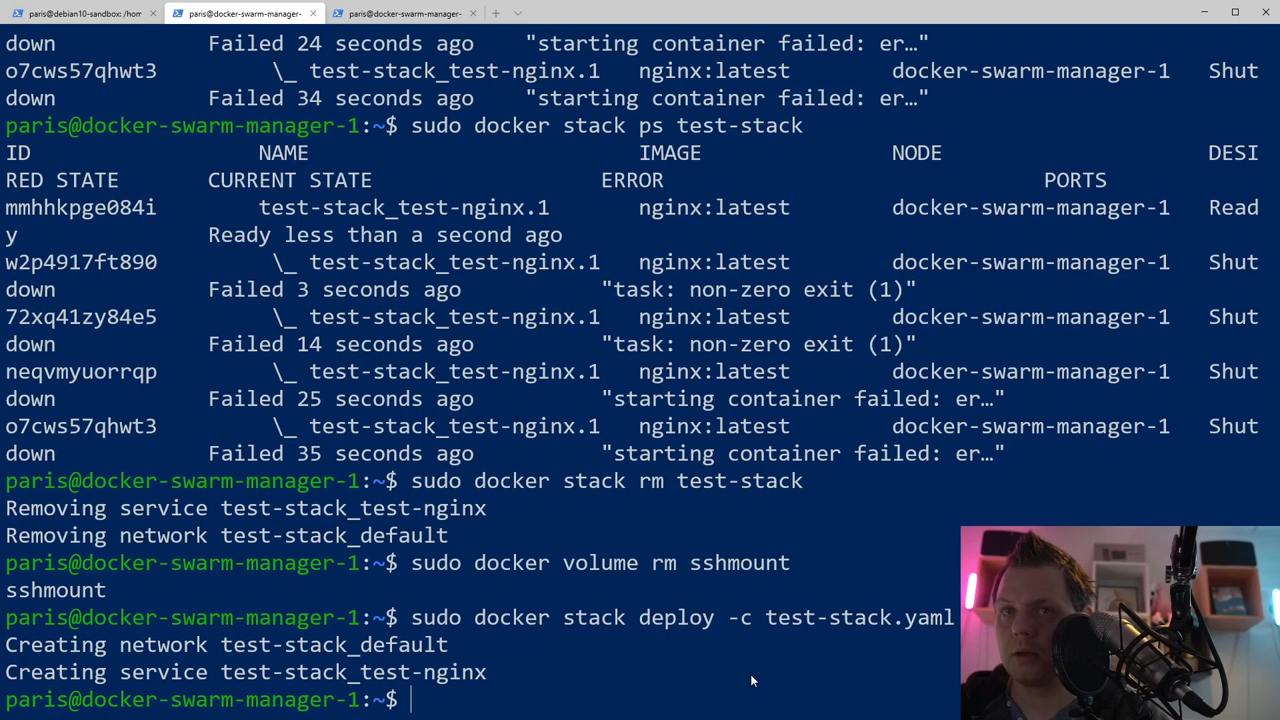 paris@debian10-sandbox: /hom
paris@docker-swarm-manager-
paris@docker-swarm-manager-
down            Failed 24 seconds ago    "starting container failed: er…"
o7cws57qhwt3         \_ test-stack_test-nginx.1   nginx:latest        docker-swarm-manager-1   Shut
down            Failed 34 seconds ago    "starting container failed: er…"
paris@docker-swarm-manager-1:~$ sudo docker stack ps test-stack
ID                  NAME                          IMAGE               NODE                     DESI
RED STATE       CURRENT STATE                  ERROR                              PORTS
mmhhkpge084i        test-stack_test-nginx.1       nginx:latest        docker-swarm-manager-1   Read
y               Ready less than a second ago
w2p4917ft890         \_ test-stack_test-nginx.1   nginx:latest        docker-swarm-manager-1   Shut
down            Failed 3 seconds ago           "task: non-zero exit (1)"
72xq41zy84e5         \_ test-stack_test-nginx.1   nginx:latest        docker-swarm-manager-1   Shut
down            Failed 14 seconds ago          "task: non-zero exit (1)"
neqvmyuorrqp         \_ test-stack_test-nginx.1   nginx:latest        docker-swarm-manager-1   Shut
down            Failed 25 seconds ago          "starting container failed: er…"
o7cws57qhwt3         \_ test-stack_test-nginx.1   nginx:latest        docker-swarm-manager-1   Shut
down            Failed 35 seconds ago          "starting container failed: er…"
paris@docker-swarm-manager-1:~$ sudo docker stack rm test-stack
Removing service test-stack_test-nginx
Removing network test-stack_default
paris@docker-swarm-manager-1:~$ sudo docker volume rm sshmount
sshmount
paris@docker-swarm-manager-1:~$ sudo docker stack deploy -c test-stack.yaml
Creating network test-stack_default
Creating service test-stack_test-nginx
paris@docker-swarm-manager-1:~$